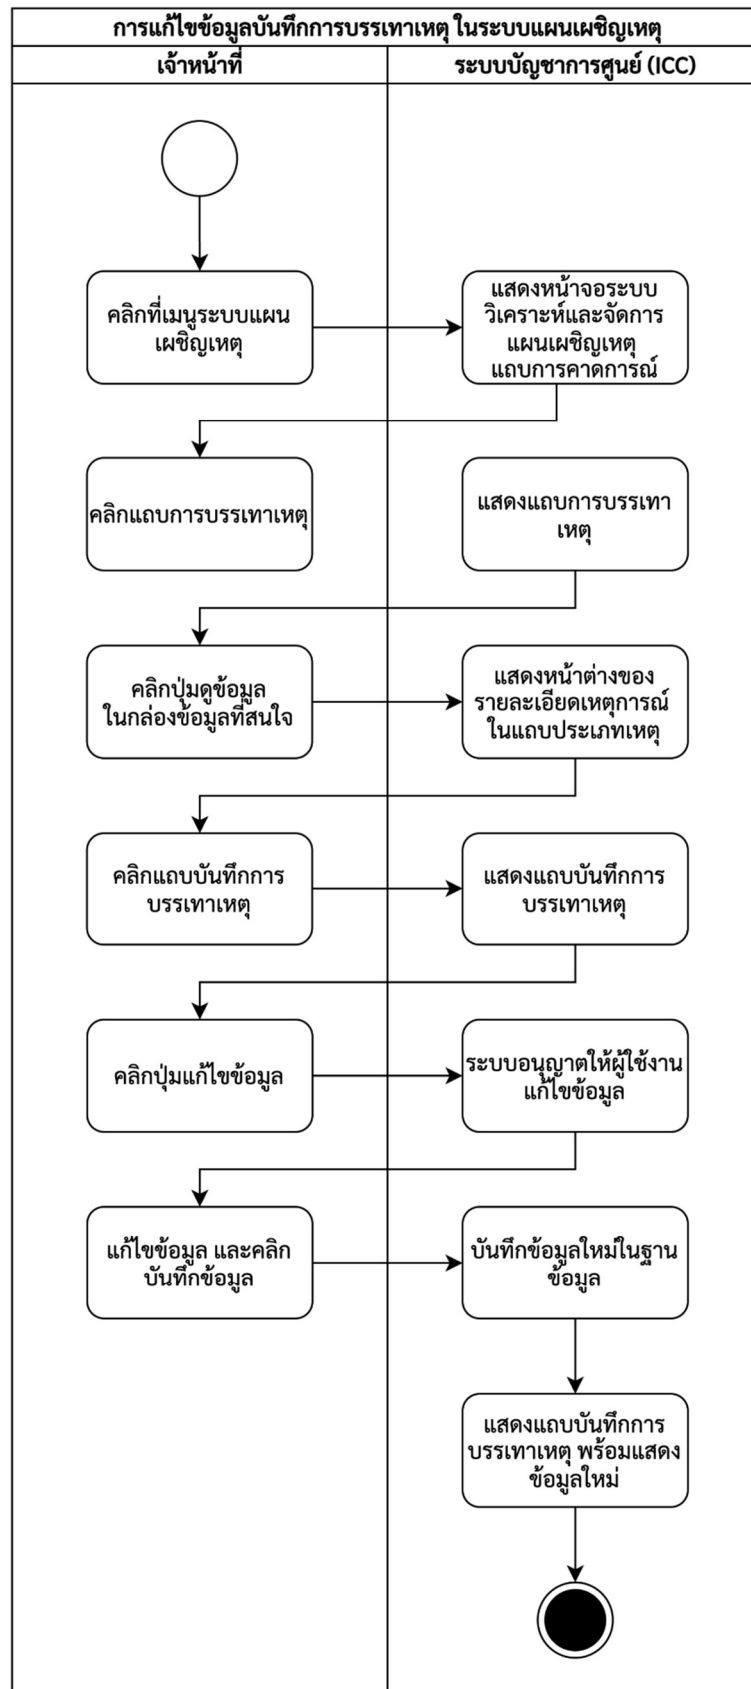 การแก้ไขข้อมูลบันทึกการบรรเทาเหตุ ในระบบแผนเผชิญเหตุ
เจ้าหน้าที่
ระบบบัญชาการศูนย์ (ICC)
คลิกที่เมนูระบบแผน
เผชิญเหตุ
แสดงหน้าจอระบบ
วิเคราะห์และจัดการ
แผนเผชิญเหตุ
แถบการคาดการณ์
คลิกแถบการบรรเทาเหตุ
แสดงแถบการบรรเทา
เหตุ
คลิกปุ่มดูข้อมูล
ในกล่องข้อมูลที่สนใจ
แสดงหน้าต่างของ
รายละเอียดเหตุการณ์
ในแถบประเภทเหตุ
คลิกแถบบันทึกการ
บรรเทาเหตุ
แสดงแถบบันทึกการ
บรรเทาเหตุ
คลิกปุ่มแก้ไขข้อมูล
ระบบอนุญาตให้ผู้ใช้งาน
แก้ไขข้อมูล
แก้ไขข้อมูล และคลิก
บันทึกข้อมูล
บันทึกข้อมูลใหม่ในฐาน
ข้อมูล
แสดงแถบบันทึกการ
บรรเทาเหตุ พร้อมแสดง
ข้อมูลใหม่